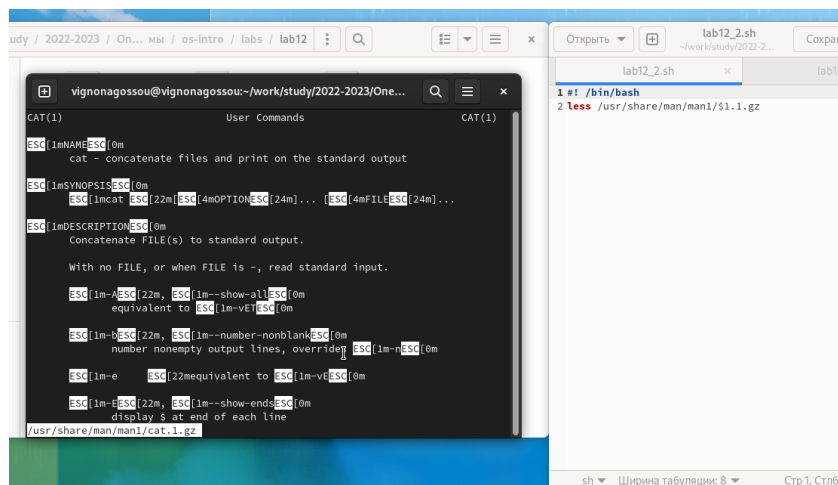 udy / 2022-2023 / Оп… мы / os-intro / labs / lab12
vignonagossou@vignonagossou:~/work/study/2022-2023/Опе...
CAT(1) User Commands CAT(1)
ESC[1mNAMEESC[0m
cat - concatenate files and print on the standard output
ESC[1mSYNOPSISESC[0m
ESC[1mcat ESC[22m[ESC[4mOPTIONESC[24m]... [ESC[4mFILEESC[24m]...
ESC[1mDESCRIPTIONESC[0m
Concatenate FILE(s) to standard output.
With no FILE, or when FILE is -, read standard input.
ESC[1m-AESC[22m, ESC[1m--show-allESC[0m
equivalent to ESC[1m-vETESC[0m
ESC[1m-bESC[22m, ESC[1m--number-nonblankESC[0m
number nonempty output lines, overrides ESC[1m-nESC[0m
ESC[1m-e ESC[22mequivalent to ESC[1m-vEESC[0m
ESC[1m-EESC[22m, ESC[1m--show-endsESC[0m
display $ at end of each line
/usr/share/man/man1/cat.1.gz
Открыть
lab12_2.sh
~/work/study/2022-2...
Сохра
lab12_2.sh
lab1
1 #! /bin/bash
2 less /usr/share/man/man1/$1.1.gz
sh Ширина табуляции: 8 Стр 1, Стлб